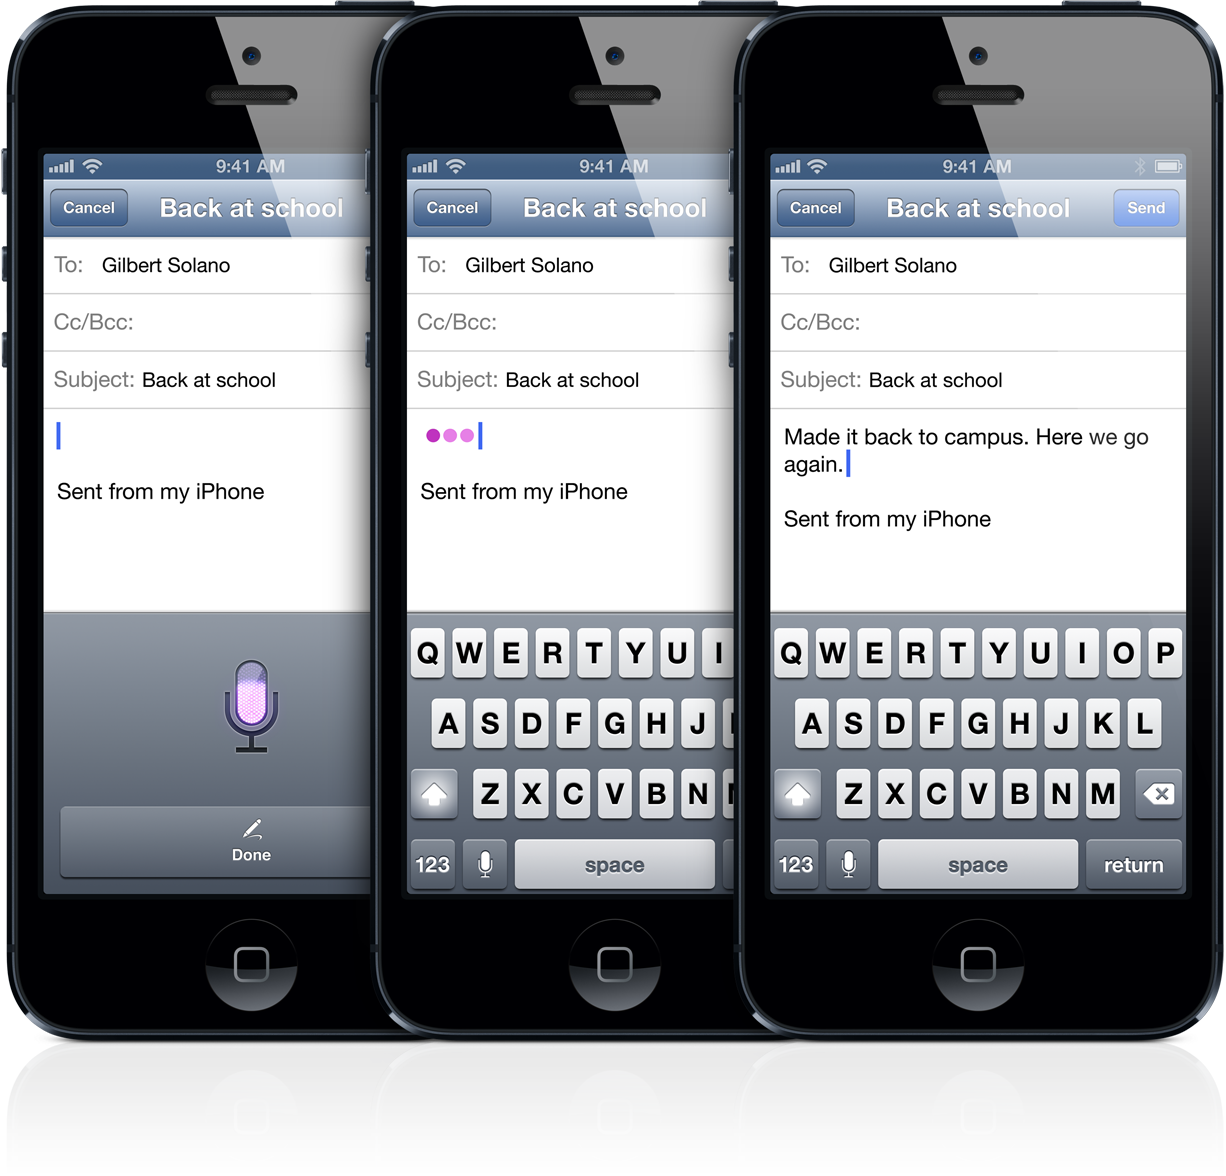 9:41 AM
Cancel
Back at school
To: Gilbert Solano
Cc/Bcc:
Subject: Back at school
Sent from my iPhone
Done
9:41 AM
Cancel
Back at school
To: Gilbert Solano
Cc/Bcc:
Subject: Back at school
Sent from my iPhone
Q W E R T Y U I
A S D F G H J
Z X C V B N
123 space
9:41 AM
Cancel
Back at school
Send
To: Gilbert Solano
Cc/Bcc:
Subject: Back at school
Made it back to campus. Here we go
again.
Sent from my iPhone
Q W E R T Y U I O P
A S D F G H J K L
Z X C V B N M
123 space return